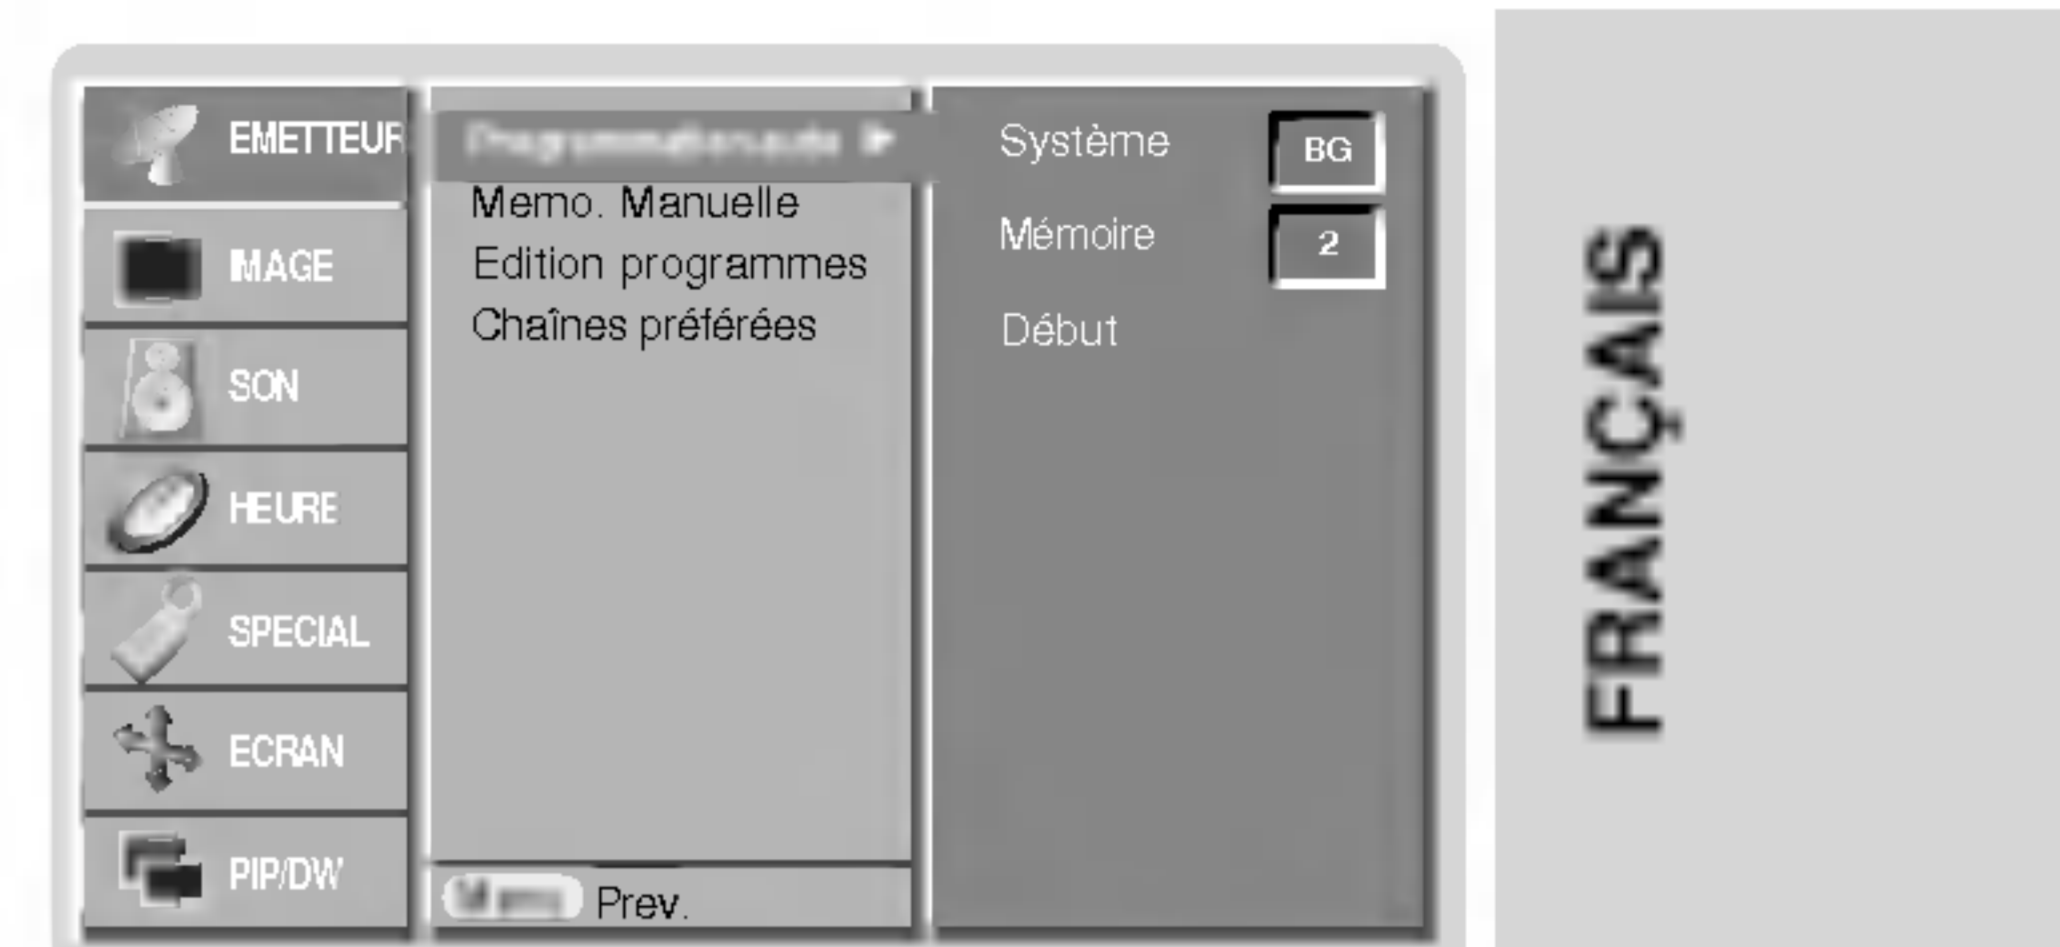 EMETTEUR
IMAGE
SON
HEURE
SPECIAL
ECRAN
PIP/DW
Memo. Manuelle
Edition programmes
Chaînes préférées
Prev.
Système BG
Mémoire 2
Début
FRANÇAIS